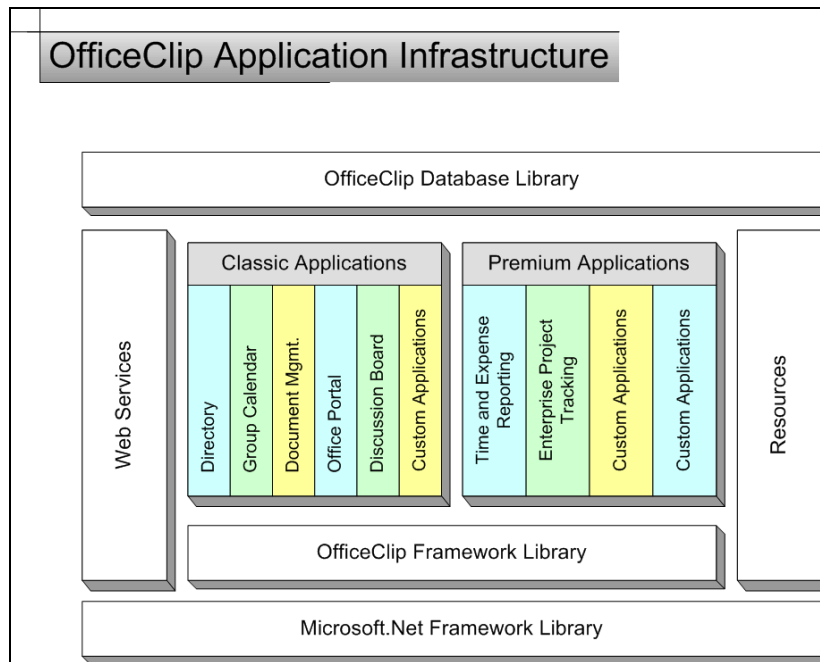 OfficeClip Application Infrastructure
OfficeClip Database Library
Web Services
Classic Applications
Directory
Group Calendar
Document Mgmt.
Office Portal
Discussion Board
Custom Applications
Premium Applications
Time and Expense
Reporting
Enterprise Project
Tracking
Custom Applications
Custom Applications
Resources
OfficeClip Framework Library
Microsoft.Net Framework Library